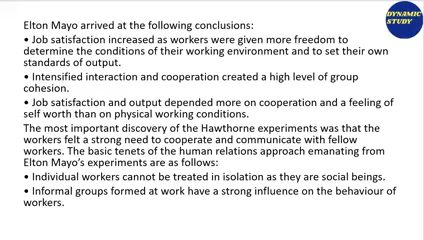 DYNAMIC
STUDY
Elton Mayo arrived at the following conclusions:
• Job satisfaction increased as workers were given more freedom to
determine the conditions of their working environment and to set their own
standards of output.
• Intensified interaction and cooperation created a high level of group
cohesion.
• Job satisfaction and output depended more on cooperation and a feeling of
self worth than on physical working conditions.
The most important discovery of the Hawthorne experiments was that the
workers felt a strong need to cooperate and communicate with fellow
workers. The basic tenets of the human relations approach emanating from
Elton Mayo's experiments are as follows:
• Individual workers cannot be treated in isolation as they are social beings.
• Informal groups formed at work have a strong influence on the behaviour of
workers.